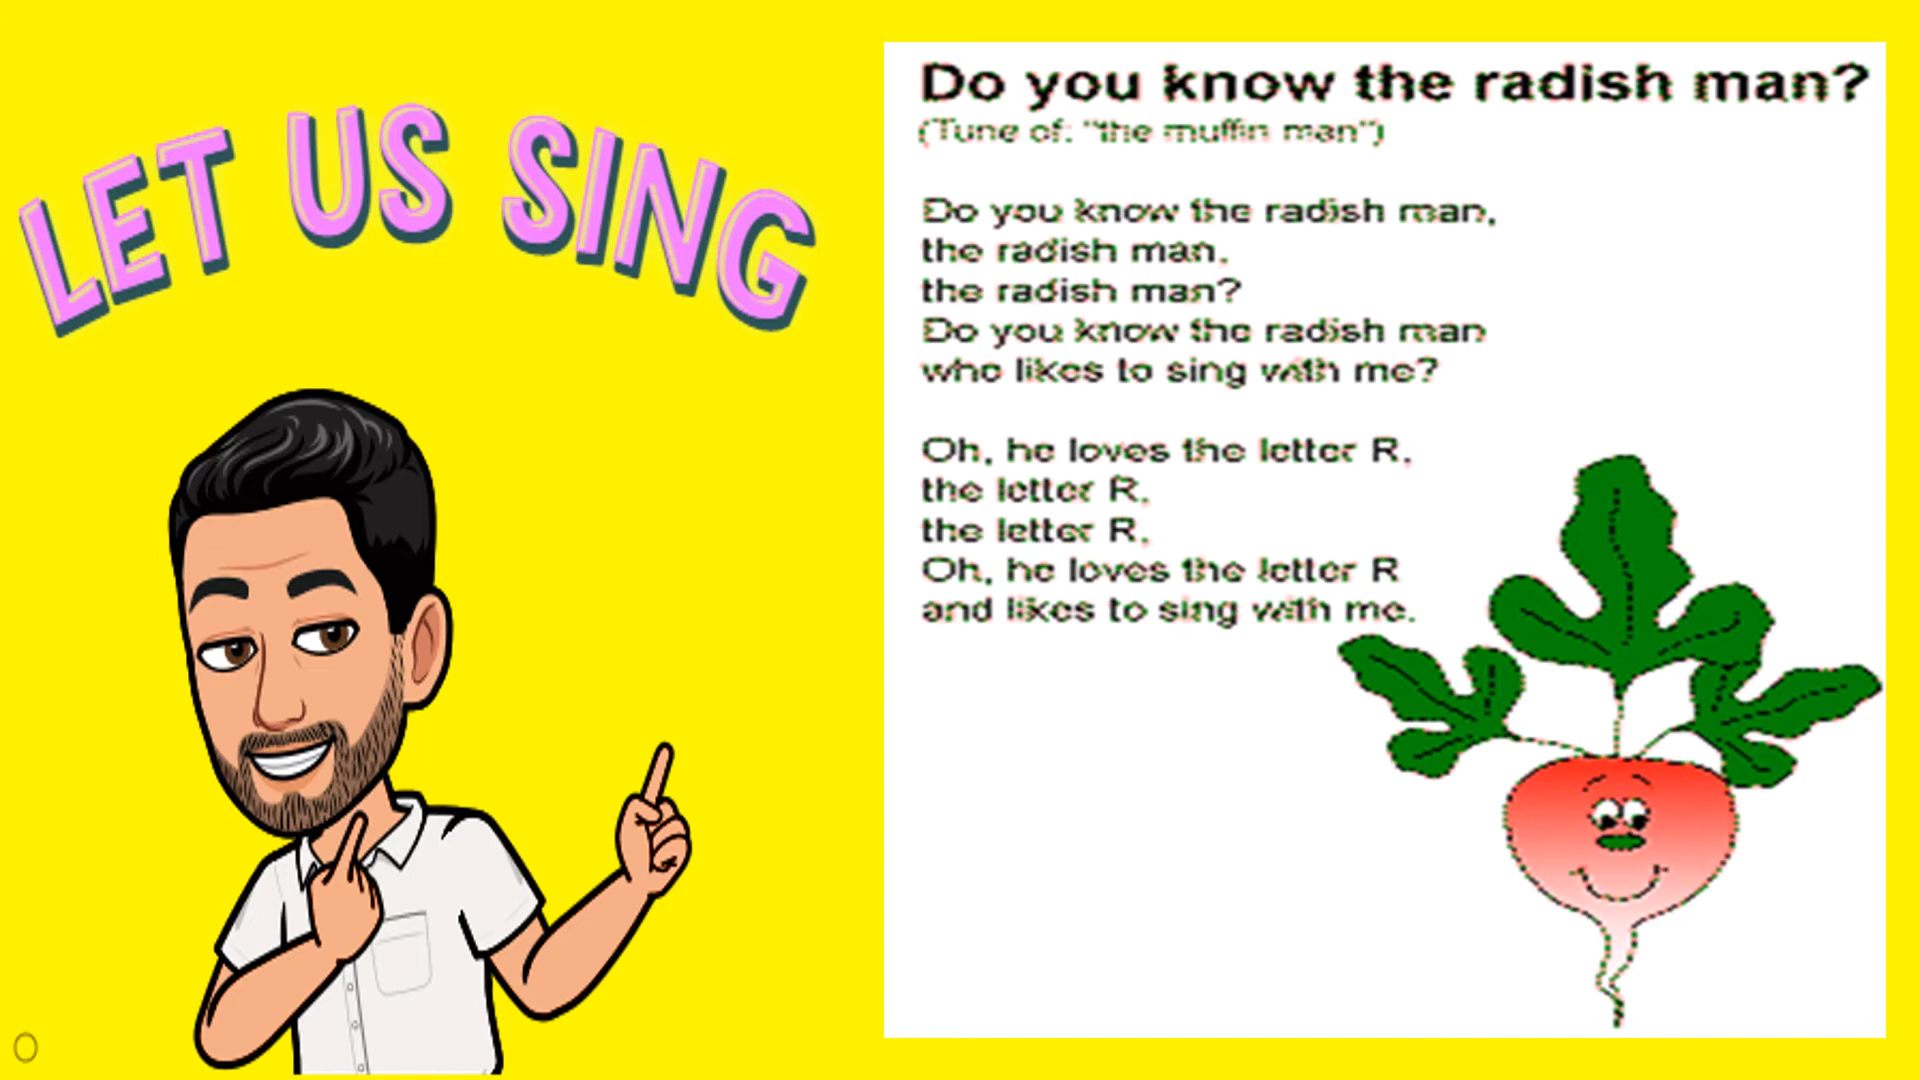 LET US SING
Do you know the radish man?
(Tune of: "the muffin man")
Do you know the radish man,
the radish man,
the radish man?
Do you know the radish man
who likes to sing with me?
Oh, he loves the letter R,
the letter R,
the letter R,
Oh, he loves the letter R
and likes to sing with me.
O